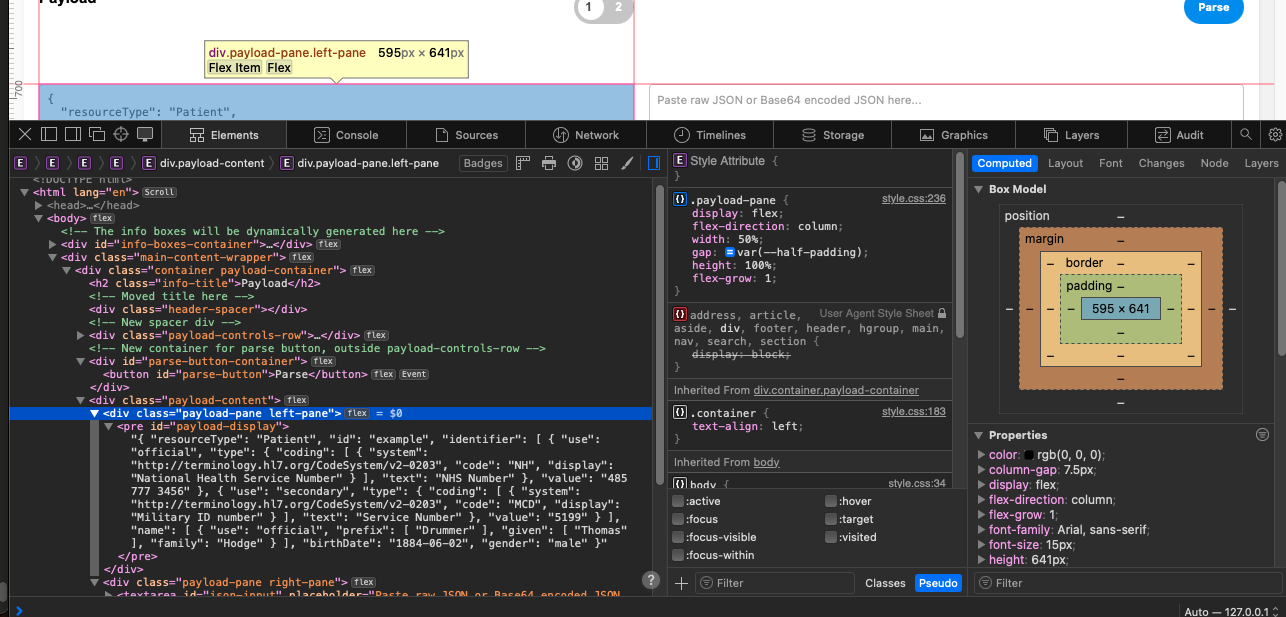 Payload
1 2
Parse
div.payload-pane.left-pane 595px × 641px
Flex Item Flex
700
{
"resourceType": "Patient",
Paste raw JSON or Base64 encoded JSON here...
Elements Console Sources Network Timelines Storage Graphics Layers Audit
E E E E E div.payload-content E div.payload-pane.left-pane Badges
<!DOCTYPE html>
<html lang="en"> Scroll
<head>…</head>
<body> flex
<!-- The info boxes will be dynamically generated here -->
<div id="info-boxes-container">…</div> flex
<div class="main-content-wrapper"> flex
<div class="container payload-container"> flex
<h2 class="info-title">Payload</h2>
<!-- Moved title here -->
<div class="header-spacer"></div>
<!-- New spacer div -->
<div class="payload-controls-row">…</div> flex
<!-- New container for parse button, outside payload-controls-row -->
<div id="parse-button-container"> flex
<button id="parse-button">Parse</button> flex Event
</div>
<div class="payload-content"> flex
<div class="payload-pane left-pane"> flex = $0
<pre id="payload-display">
"{ "resourceType": "Patient", "id": "example", "identifier": [ { "use":
"official", "type": { "coding": [ { "system":
"http://terminology.hl7.org/CodeSystem/v2-0203", "code": "NH", "display":
"National Health Service Number" } ], "text": "NHS Number" }, "value": "485
777 3456" }, { "use": "secondary", "type": { "coding": [ { "system":
"http://terminology.hl7.org/CodeSystem/v2-0203", "code": "MCD", "display":
"Military ID number" } ], "text": "Service Number" }, "value": "5199" } ],
"name": [ { "use": "official", "prefix": [ "Drummer" ], "given": [ "Thomas"
], "family": "Hodge" } ], "birthDate": "1884-06-02", "gender": "male" }"
</pre>
</div>
<div class="payload-pane right-pane"> flex
<textarea id="json-input" placeholder="Paste raw JSON or Base64 encoded JSON
?
E Style Attribute {
}
.payload-pane { style.css:236
display: flex;
flex-direction: column;
width: 50%;
gap: var(--half-padding);
height: 100%;
flex-grow: 1;
}
address, article, User Agent Style Sheet
aside, div, footer, header, hgroup, main,
nav, search, section {
display: block;
}
Inherited From div.container.payload-container
.container { style.css:183
text-align: left;
}
Inherited From body
body { style.css:34
:active :hover
:focus :target
:focus-visible :visited
:focus-within
Filter Classes Pseudo
Computed Layout Font Changes Node Layers
Box Model
position –
margin –
– border – –
padding –
– – – 595 × 641 – – –
–
– –
–
–
Properties
color: rgb(0, 0, 0);
column-gap: 7.5px;
display: flex;
flex-direction: column;
flex-grow: 1;
font-family: Arial, sans-serif;
font-size: 15px;
height: 641px;
Filter
Auto — 127.0.0.1